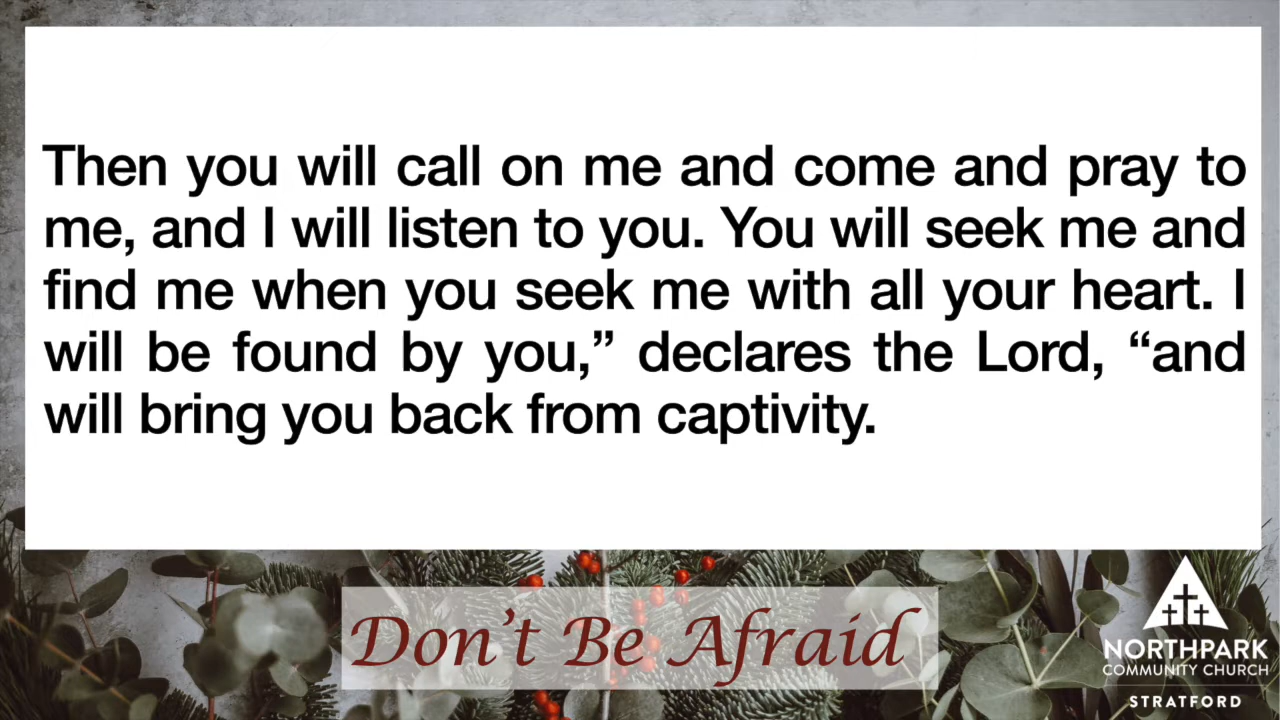 Then you will call on me and come and pray to
me, and I will listen to you. You will seek me and
find me when you seek me with all your heart. I
will be found by you,” declares the Lord, “and
will bring you back from captivity.
Don’t Be Afraid
NORTHPARK
COMMUNITY CHURCH
STRATFORD